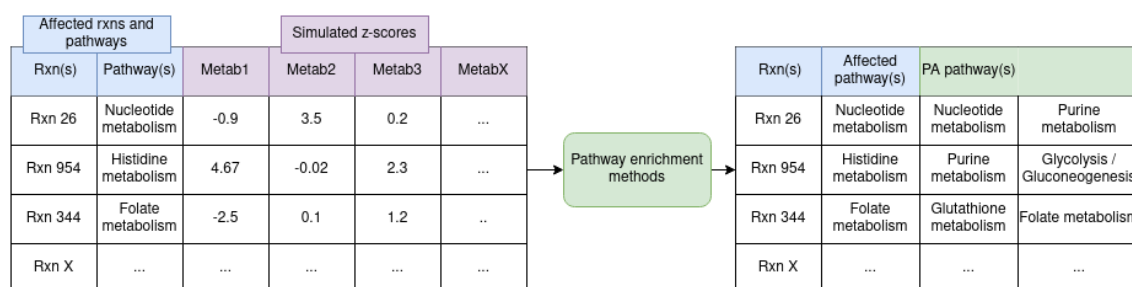 Affected rxns and
pathways
Simulated z-scores
Rxn(s)
Pathway(s)
Metab1
Metab2
Metab3
MetabX
Rxn 26
Nucleotide
metabolism
-0.9
3.5
0.2
...
Rxn 954
Histidine
metabolism
4.67
-0.02
2.3
...
Rxn 344
Folate
metabolism
-2.5
0.1
1.2
..
Rxn X
...
...
...
...
...
Pathway enrichment
methods
Rxn(s)
Affected
pathway(s)
PA pathway(s)
Rxn 26
Nucleotide
metabolism
Nucleotide
metabolism
Purine
metabolism
Rxn 954
Histidine
metabolism
Purine
metabolism
Glycolysis /
Gluconeogenesis
Rxn 344
Folate
metabolism
Glutathione
metabolism
Folate metabolism
Rxn X
...
...
...